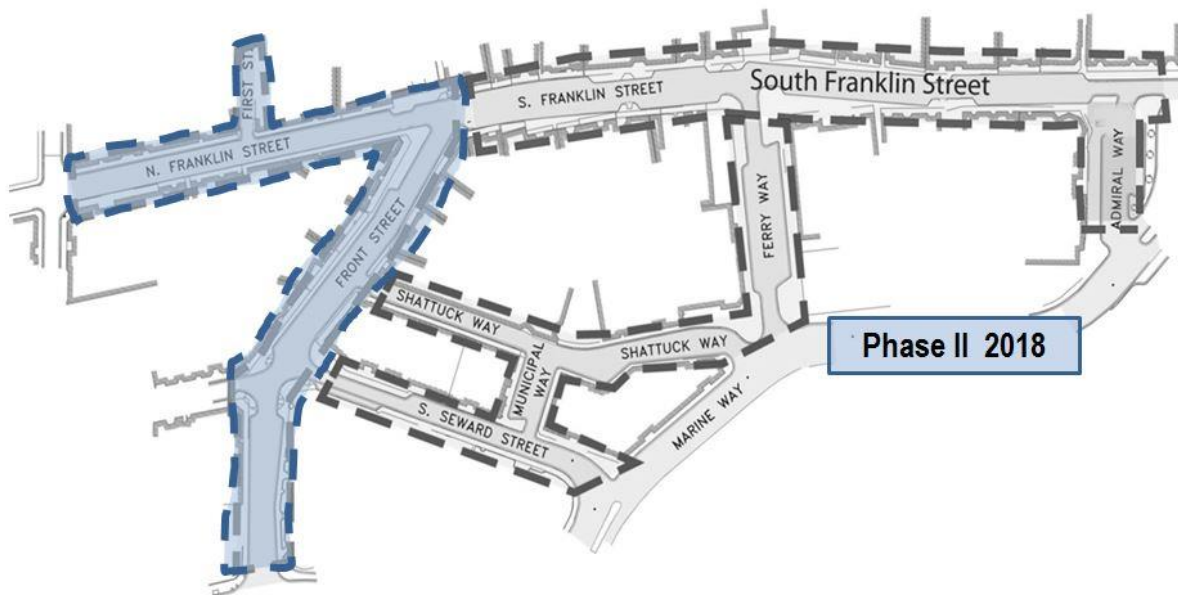 FIRST ST
N. FRANKLIN STREET
S. FRANKLIN STREET
South Franklin Street
FRONT STREET
FERRY WAY
ADMIRAL WAY
SHATTUCK WAY
SHATTUCK WAY
MUNICIPAL
WAY
S. SEWARD STREET
MARINE WAY
Phase II 2018